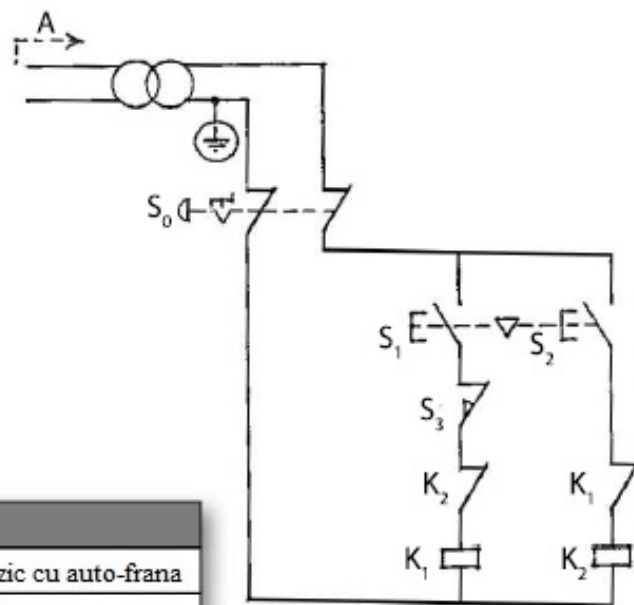 A
S₀
S₁
S₂
S₃
K₂
K₁
K₁
K₂
zic cu auto-frana